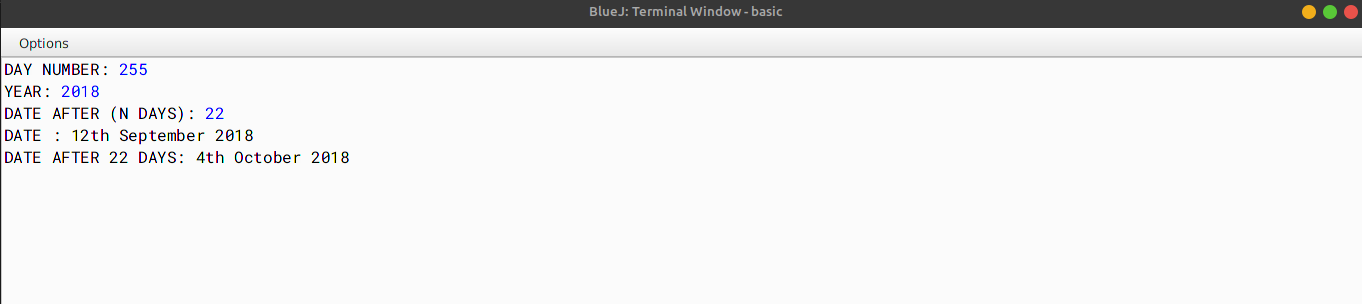 BlueJ: Terminal Window - basic
Options
DAY NUMBER: 255
YEAR: 2018
DATE AFTER (N DAYS): 22
DATE : 12th September 2018
DATE AFTER 22 DAYS: 4th October 2018